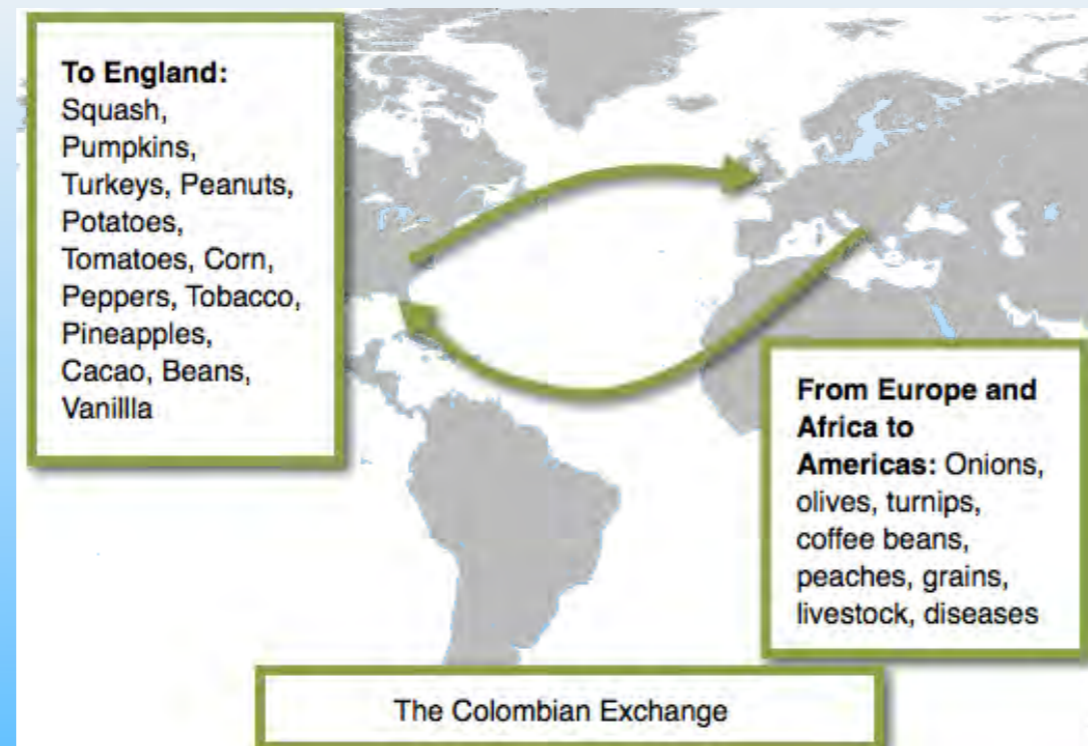 To England:
Squash,
Pumpkins,
Turkeys, Peanuts,
Potatoes,
Tomatoes, Corn,
Peppers, Tobacco,
Pineapples,
Cacao, Beans,
Vanillla
From Europe and
Africa to
Americas: Onions,
olives, turnips,
coffee beans,
peaches, grains,
livestock, diseases
The Colombian Exchange